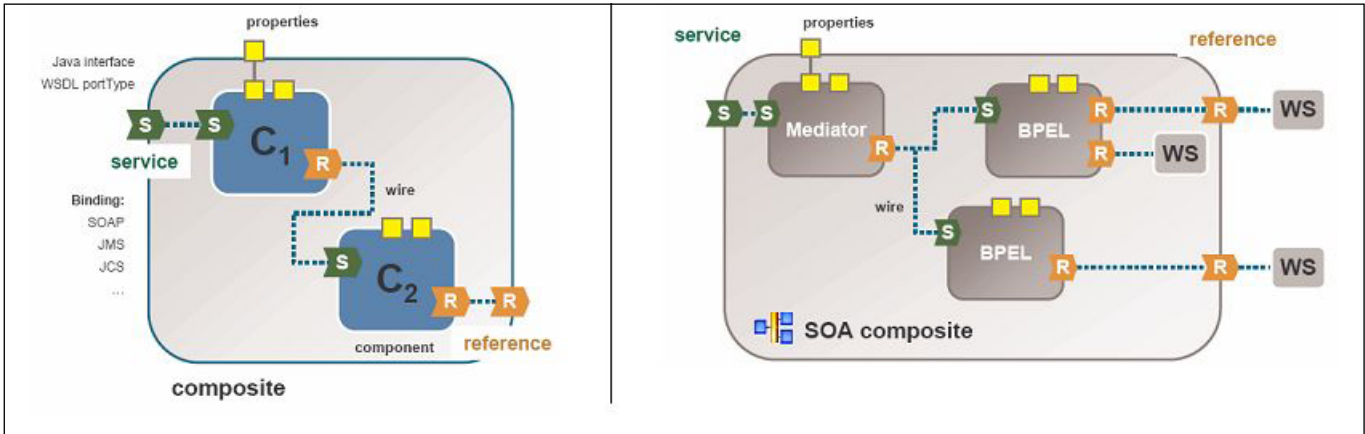 properties
Java interface
WSDL portType
S
S
C1
service
R
wire
Binding:
SOAP
JMS
JCS
...
S
C2
R
R
component
reference
composite
service
properties
reference
S
S
Mediator
R
S
BPEL
R
R
WS
R
WS
wire
S
BPEL
R
R
WS
SOA composite